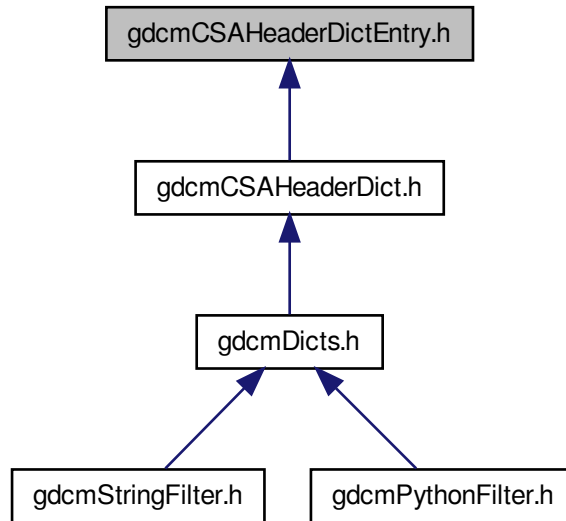 gdcmCSAHeaderDictEntry.h
gdcmCSAHeaderDict.h
gdcmDicts.h
gdcmStringFilter.h
gdcmPythonFilter.h